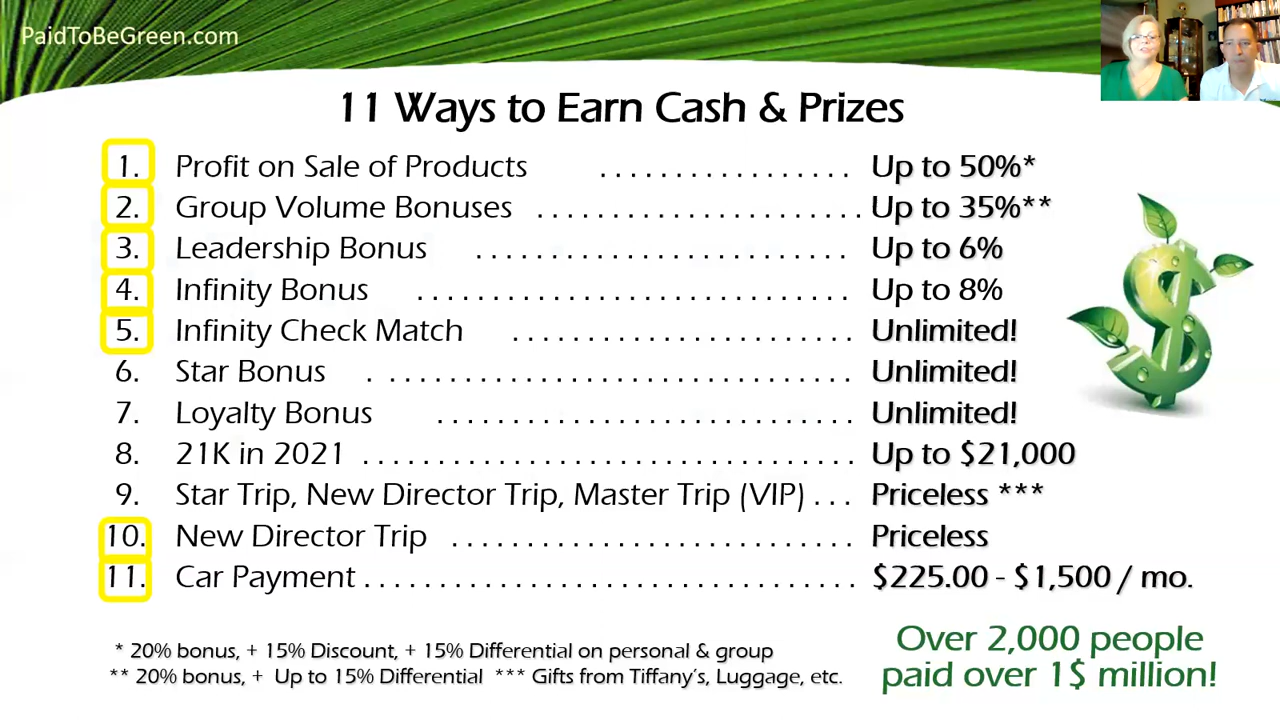 PaidToBeGreen.com
11 Ways to Earn Cash & Prizes
1. Profit on Sale of Products . . . . . . . . . . . . . . . . . Up to 50%*
2. Group Volume Bonuses . . . . . . . . . . . . . . . . . . . . . . Up to 35%**
3. Leadership Bonus . . . . . . . . . . . . . . . . . . . . . . . . . Up to 6%
4. Infinity Bonus . . . . . . . . . . . . . . . . . . . . . . . . . . . . . Up to 8%
5. Infinity Check Match . . . . . . . . . . . . . . . . . . . . . . . Unlimited!
6. Star Bonus . . . . . . . . . . . . . . . . . . . . . . . . . . . . . . . . Unlimited!
7. Loyalty Bonus . . . . . . . . . . . . . . . . . . . . . . . . . . . . Unlimited!
8. 21K in 2021 . . . . . . . . . . . . . . . . . . . . . . . . . . . . . . . . . Up to $21,000
9. Star Trip, New Director Trip, Master Trip (VIP) . . . Priceless ***
10. New Director Trip . . . . . . . . . . . . . . . . . . . . . . . . . . . Priceless
11. Car Payment . . . . . . . . . . . . . . . . . . . . . . . . . . . . . . . . . $225.00 - $1,500 / mo.
* 20% bonus, + 15% Discount, + 15% Differential on personal & group
** 20% bonus, + Up to 15% Differential *** Gifts from Tiffany's, Luggage, etc.
Over 2,000 people
paid over 1$ million!